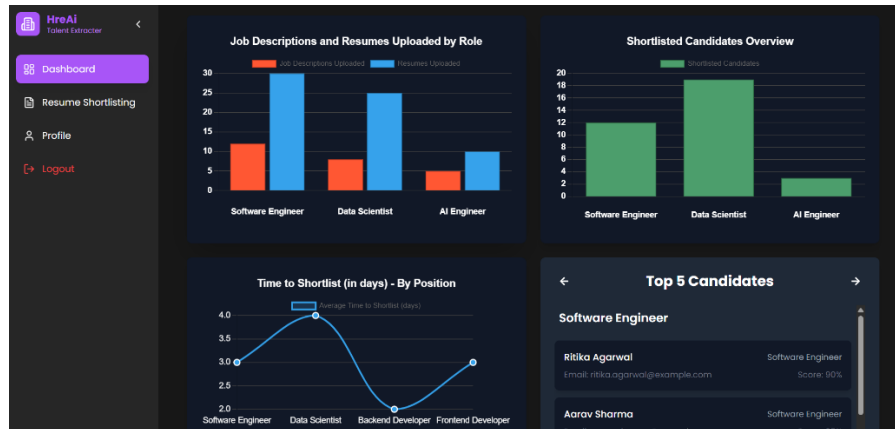 HreAi
Talent Extracter
Dashboard
Resume Shortlisting
Profile
Logout
Job Descriptions and Resumes Uploaded by Role
Job Descriptions Uploaded Resumes Uploaded
30
25
20
15
10
5
0
Software Engineer Data Scientist AI Engineer
Shortlisted Candidates Overview
Shortlisted Candidates
20
18
16
14
12
10
8
6
4
2
0
Software Engineer Data Scientist AI Engineer
Time to Shortlist (in days) - By Position
Average Time to Shortlist (days)
4.0
3.5
3.0
2.5
2.0
Software Engineer Data Scientist Backend Developer Frontend Developer
Top 5 Candidates
Software Engineer
Ritika Agarwal Software Engineer
Email: ritika.agarwal@example.com Score: 90%
Aarav Sharma Software Engineer